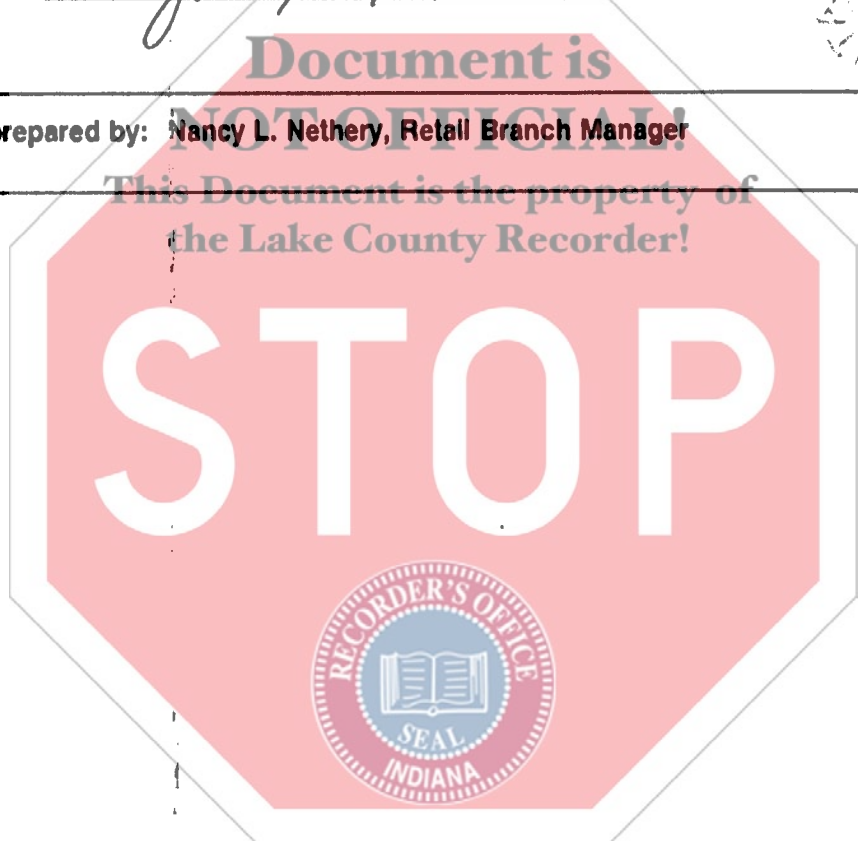 Document is
NOT OFFICIAL!
repared by: Nancy L. Nethery, Retail Branch Manager
This Document is the property of
the Lake County Recorder!
STOP
RECORDER'S OFFICE
SEAL
INDIANA